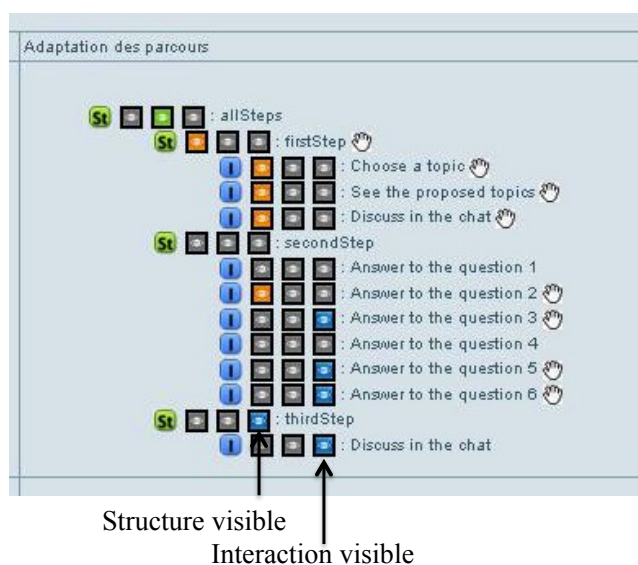 Adaptation des parcours
St : allSteps
St : firstStep
I : Choose a topic
I : See the proposed topics
I : Discuss in the chat
St : secondStep
I : Answer to the question 1
I : Answer to the question 2
I : Answer to the question 3
I : Answer to the question 4
I : Answer to the question 5
I : Answer to the question 6
St : thirdStep
I : Discuss in the chat
Structure visible
Interaction visible